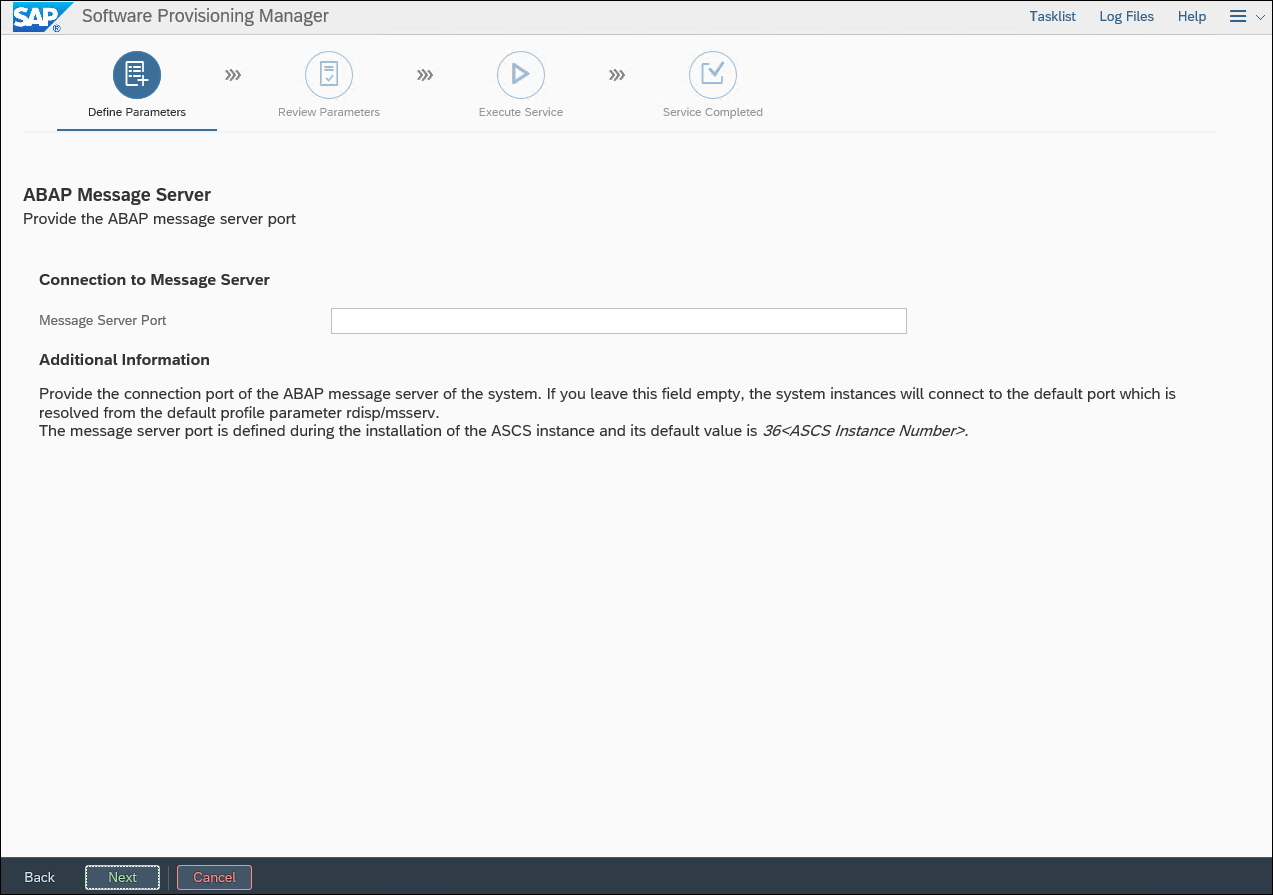 SAP® Software Provisioning Manager Tasklist Log Files Help
Define Parameters Review Parameters Execute Service Service Completed
ABAP Message Server
Provide the ABAP message server port
Connection to Message Server
Message Server Port
Additional Information
Provide the connection port of the ABAP message server of the system. If you leave this field empty, the system instances will connect to the default port which is
resolved from the default profile parameter rdisp/msserv.
The message server port is defined during the installation of the ASCS instance and its default value is 36<ASCS Instance Number>.
Back Next Cancel